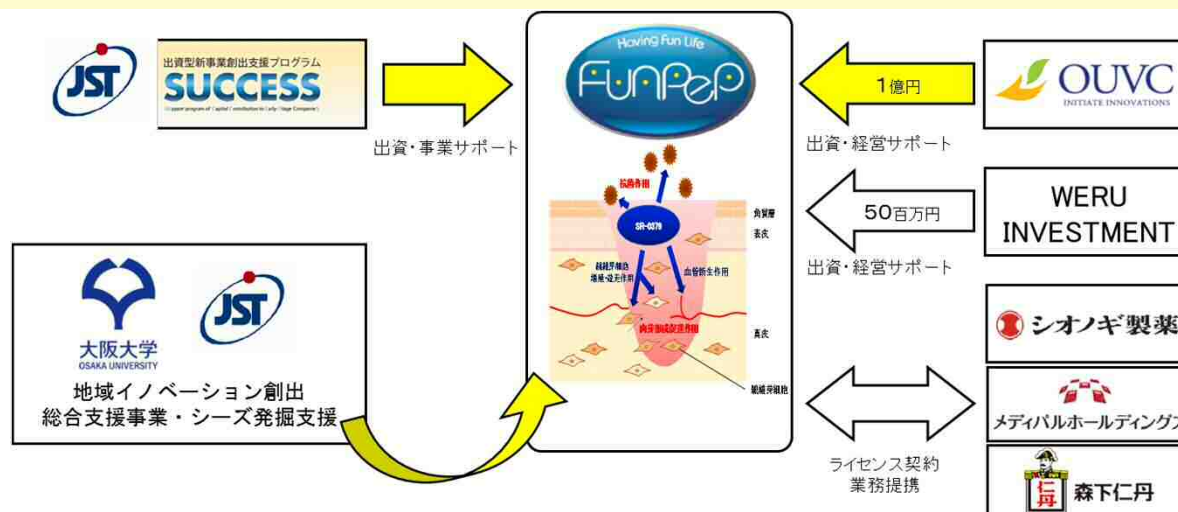 JST
出資型新事業創出支援プログラム
SUCCESS
出資・事業サポート
大阪大学
OSAKA UNIVERSITY
JST
地域イノベーション創出
総合支援事業・シーズ発掘支援
Having Fun Life
FUNPEP
抗菌作用
SR-0379
角質層
表皮
線維芽細胞
増殖・遊走作用
血管新生作用
肉芽形成促進作用
真皮
線維芽細胞
1億円
出資・経営サポート
OUVC
INITIATE INNOVATIONS
50百万円
出資・経営サポート
WERU
INVESTMENT
ライセンス契約
業務提携
シオノギ製薬
メディパルホールディングス
仁丹
森下仁丹